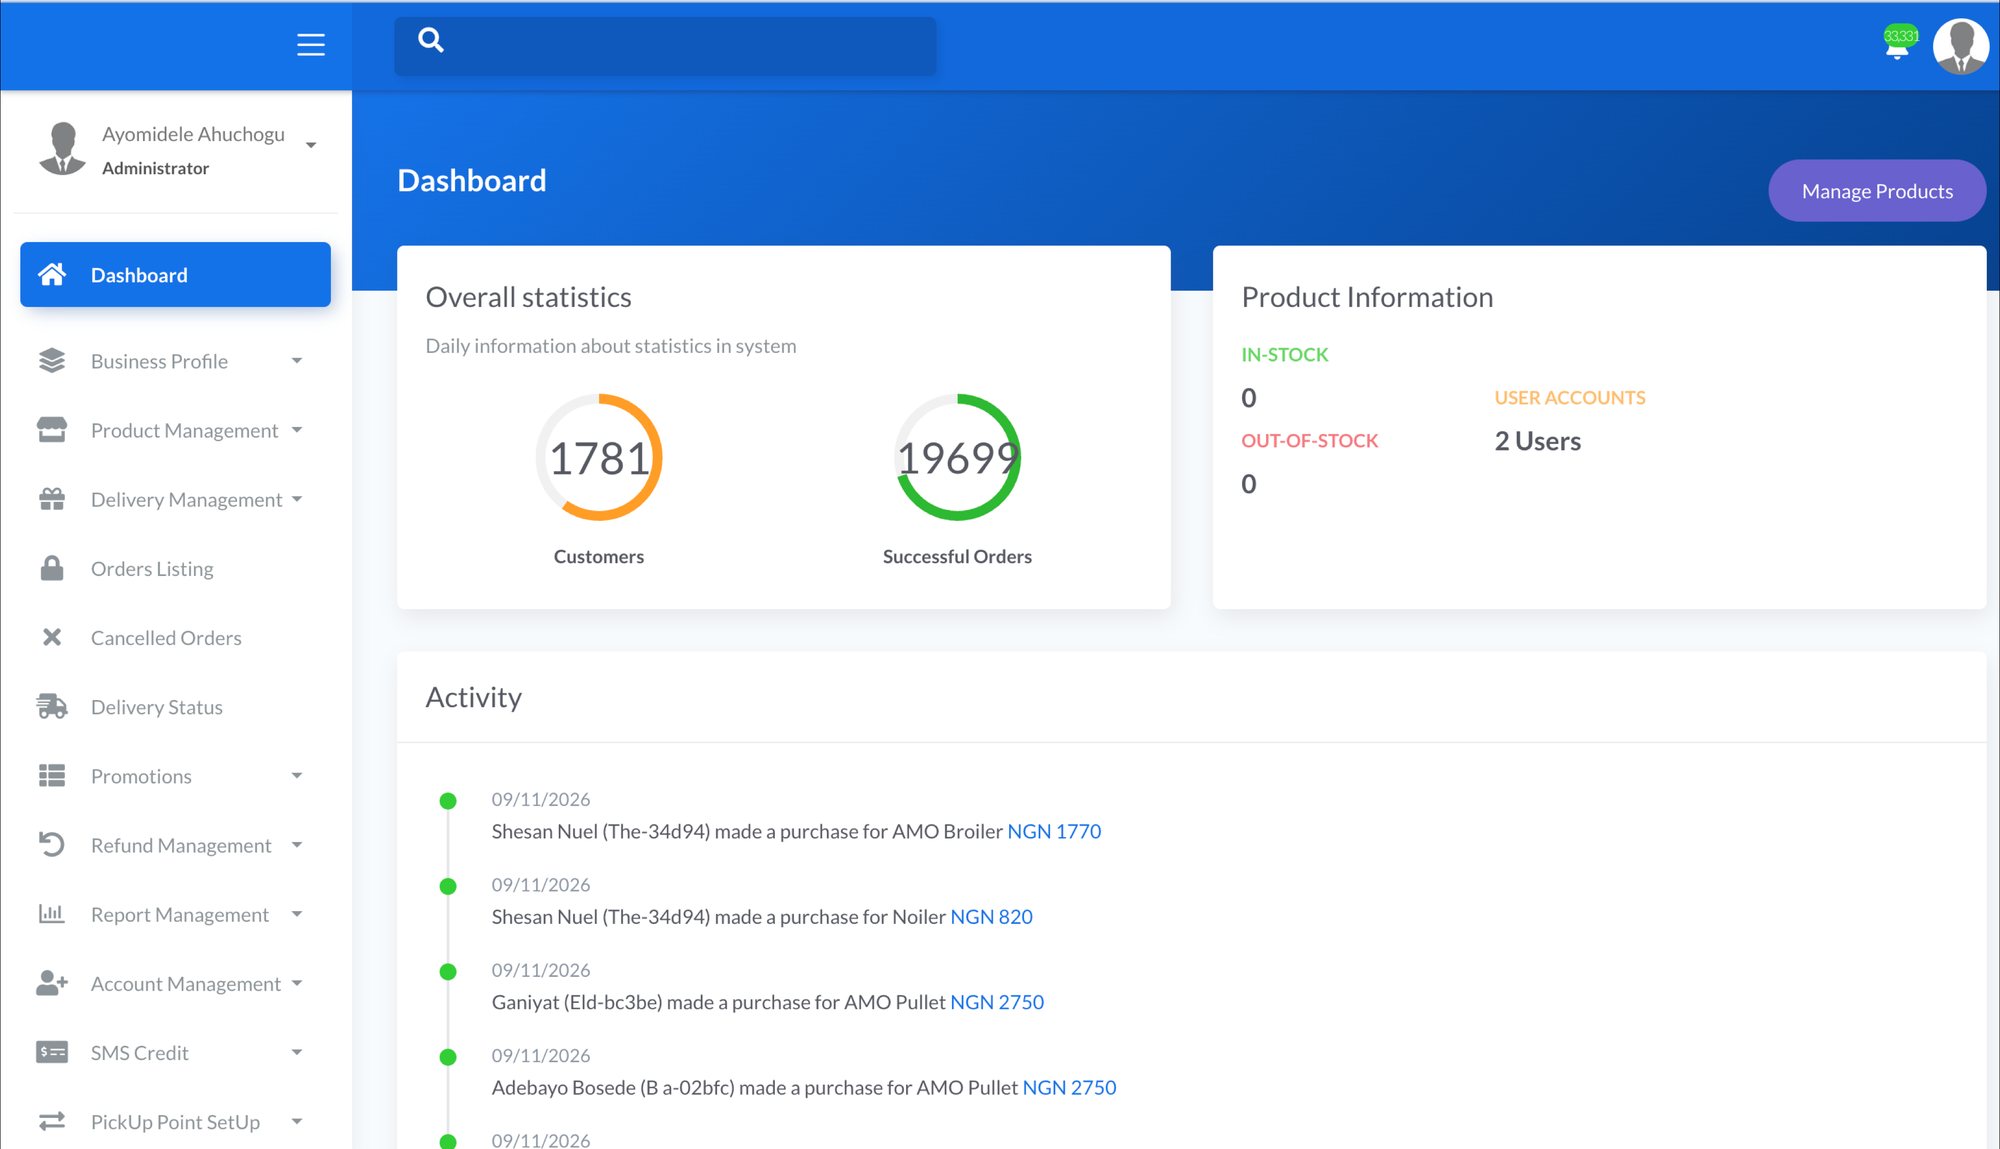 33,331
Ayomidele Ahuchogu
Administrator
Dashboard
Business Profile
Product Management
Delivery Management
Orders Listing
Cancelled Orders
Delivery Status
Promotions
Refund Management
Report Management
Account Management
SMS Credit
PickUp Point SetUp
Dashboard
Manage Products
Overall statistics
Daily information about statistics in system
1781
Customers
19699
Successful Orders
Product Information
IN-STOCK
0
OUT-OF-STOCK
0
USER ACCOUNTS
2 Users
Activity
09/11/2026
Shesan Nuel (The-34d94) made a purchase for AMO Broiler NGN 1770
09/11/2026
Shesan Nuel (The-34d94) made a purchase for Noiler NGN 820
09/11/2026
Ganiyat (Eld-bc3be) made a purchase for AMO Pullet NGN 2750
09/11/2026
Adebayo Bosede (B a-02bfc) made a purchase for AMO Pullet NGN 2750
09/11/2026